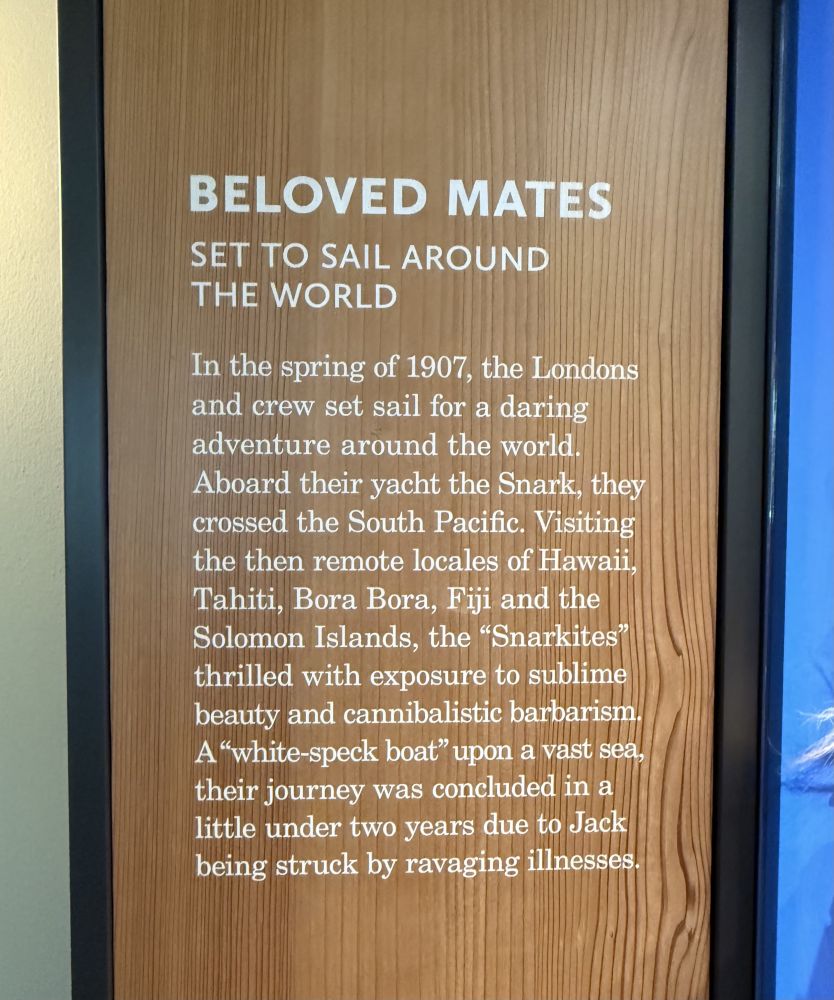 BELOVED MATES
SET TO SAIL AROUND
THE WORLD
In the spring of 1907, the Londons
and crew set sail for a daring
adventure around the world.
Aboard their yacht the Snark, they
crossed the South Pacific. Visiting
the then remote locales of Hawaii,
Tahiti, Bora Bora, Fiji and the
Solomon Islands, the “Snarkites”
thrilled with exposure to sublime
beauty and cannibalistic barbarism.
A “white-speck boat” upon a vast sea,
their journey was concluded in a
little under two years due to Jack
being struck by ravaging illnesses.